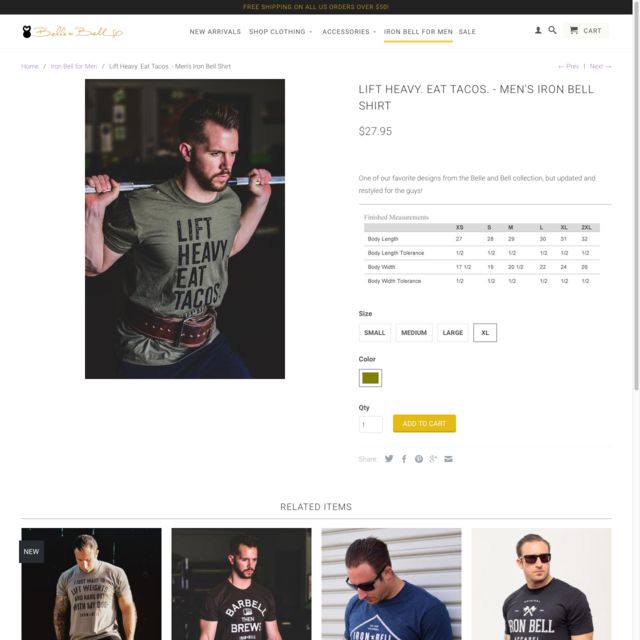 FREE SHIPPING ON ALL US ORDERS OVER $50!
Belle & Bell
NEW ARRIVALS SHOP CLOTHING ACCESSORIES IRON BELL FOR MEN SALE
CART
Home / Iron Bell for Men / Lift Heavy. Eat Tacos. - Men's Iron Bell Shirt
← Prev | Next →
LIFT HEAVY. EAT TACOS. - MEN'S IRON BELL
SHIRT
$27.95
One of our favorite designs from the Belle and Bell collection, but updated and
restyled for the guys!
Finished Measurements
XS S M L XL 2XL
Body Length 27 28 29 30 31 32
Body Length Tolerance 1/2 1/2 1/2 1/2 1/2 1/2
Body Width 17 1/2 19 20 1/2 22 24 26
Body Width Tolerance 1/2 1/2 1/2 1/2 1/2 1/2
LIFT
HEAVY
EAT
TACOS
Size
SMALL MEDIUM LARGE XL
Color
Qty
1
ADD TO CART
Share:
RELATED ITEMS
NEW
I JUST WANT TO
LIFT WEIGHTS
AND HANG OUT
WITH MY DOG
BARBELL
THEN
BREWS
IRON BELL
IRON BELL
ORIGINAL
IRON BELL
APPAREL